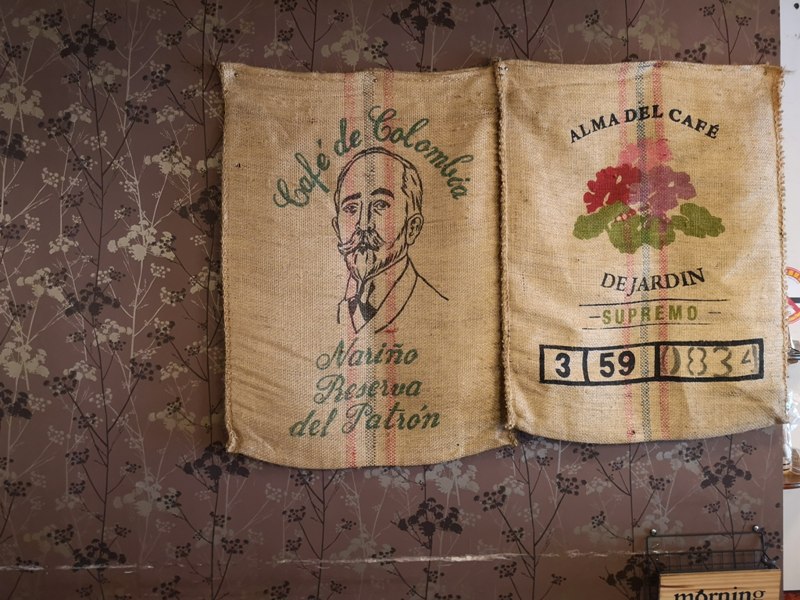 Café de Colombia
Nariño
Reserva
del Patrón
ALMA DEL CAFÉ
DE JARDIN
-SUPREMO-
3 59 0834
morning